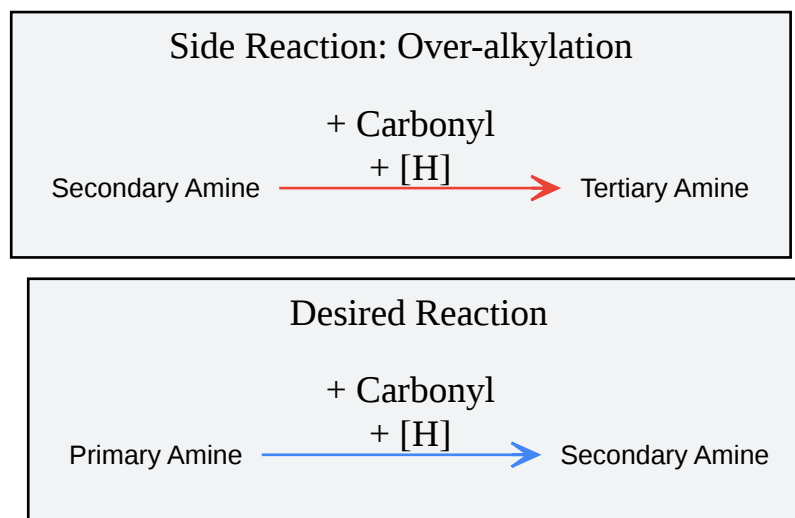 Side Reaction: Over-alkylation
+ Carbonyl
+ [H]
Secondary Amine
Tertiary Amine
Desired Reaction
+ Carbonyl
+ [H]
Primary Amine
Secondary Amine